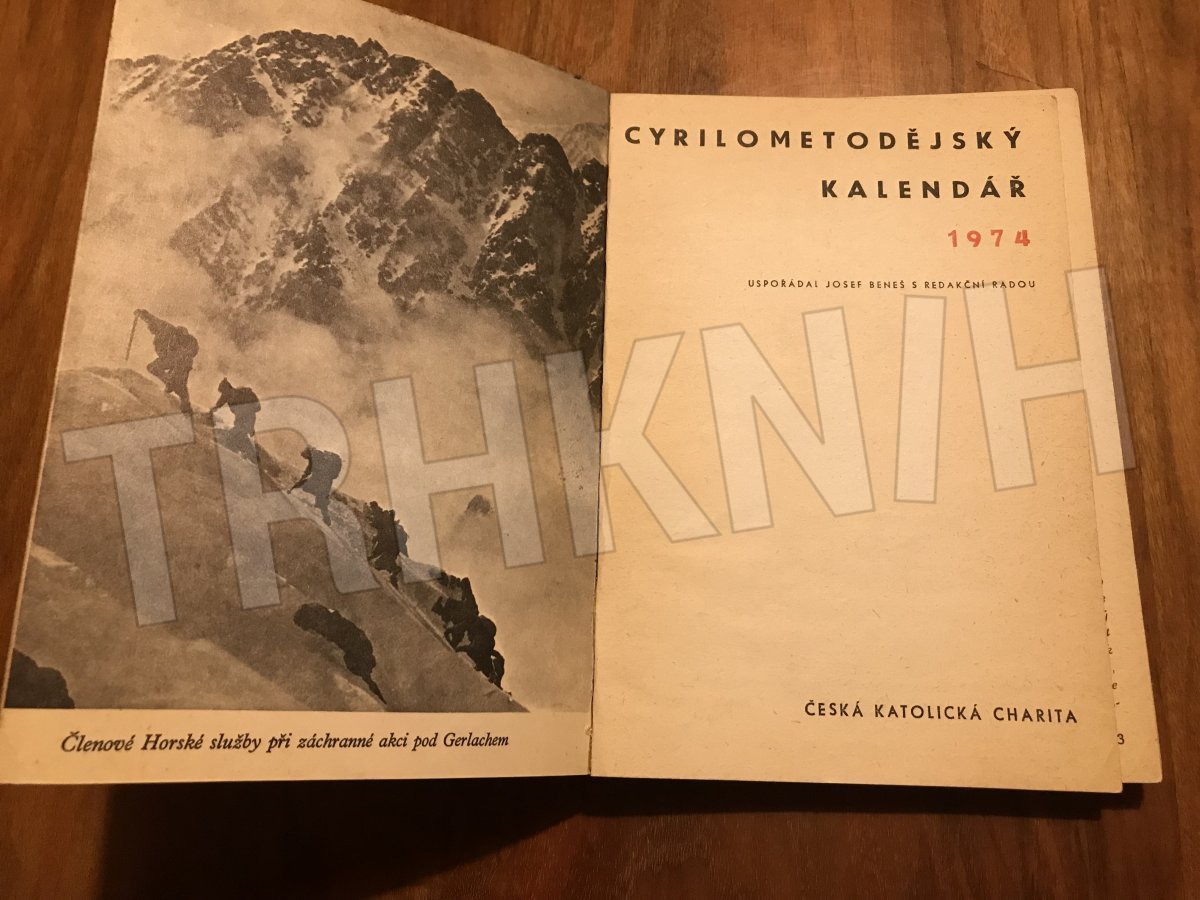 Členové Horské služby při záchranné akci pod Gerlachem
CYRILOMETODĚJSKÝ
KALENDÁŘ
1974
USPOŘÁDAL JOSEF BENEŠ S REDAKČNÍ RADOU
ČESKÁ KATOLICKÁ CHARITA
3
TRHKNIH